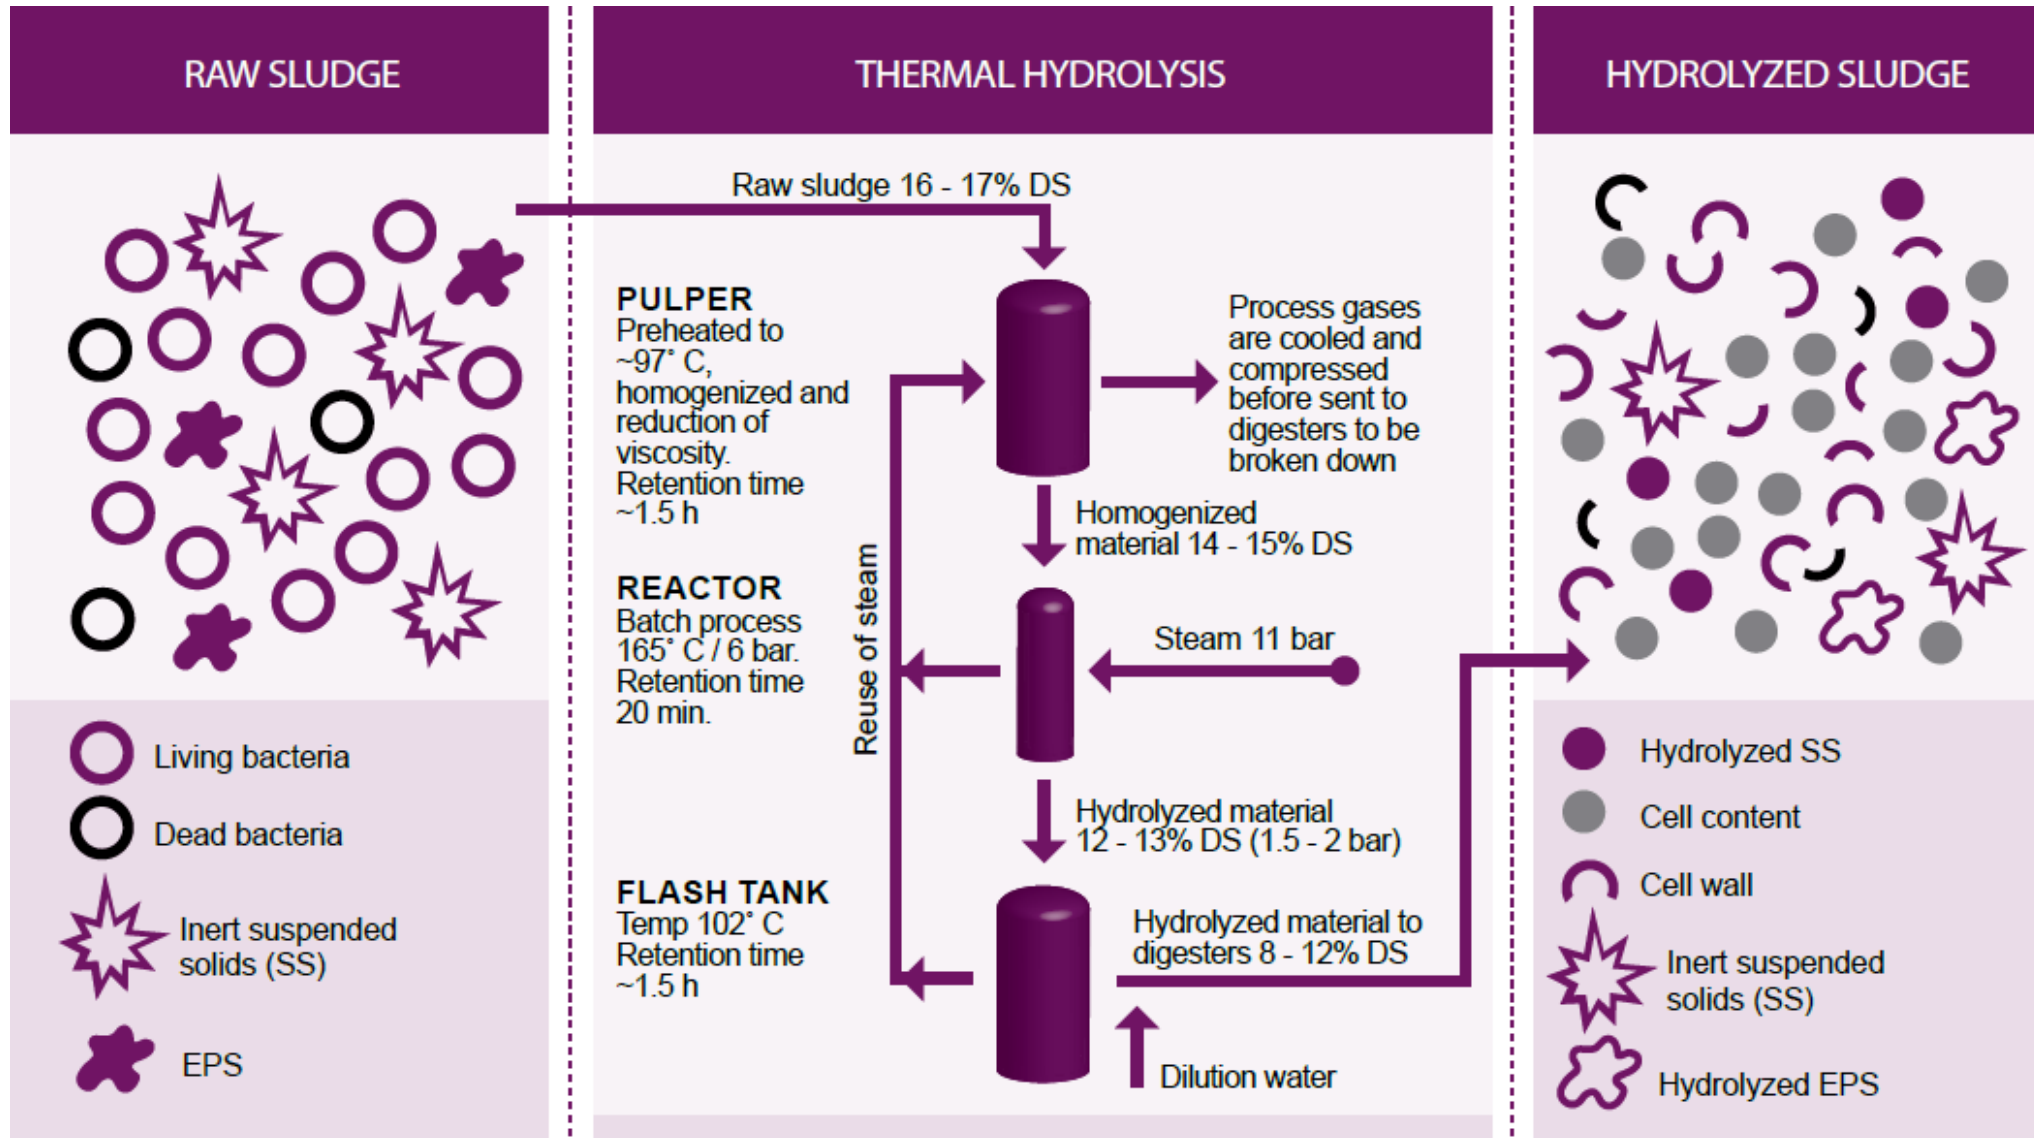 RAW SLUDGE
Living bacteria
Dead bacteria
Inert suspended
solids (SS)
EPS
THERMAL HYDROLYSIS
Raw sludge 16 - 17% DS
PULPER
Preheated to
~97° C,
homogenized and
reduction of
viscosity.
Retention time
~1.5 h
Process gases
are cooled and
compressed
before sent to
digesters to be
broken down
Homogenized
material 14 - 15% DS
REACTOR
Batch process
165° C / 6 bar.
Retention time
20 min.
Reuse of steam
Steam 11 bar
Hydrolyzed material
12 - 13% DS (1.5 - 2 bar)
FLASH TANK
Temp 102° C
Retention time
~1.5 h
Hydrolyzed material to
digesters 8 - 12% DS
Dilution water
HYDROLYZED SLUDGE
Hydrolyzed SS
Cell content
Cell wall
Inert suspended
solids (SS)
Hydrolyzed EPS